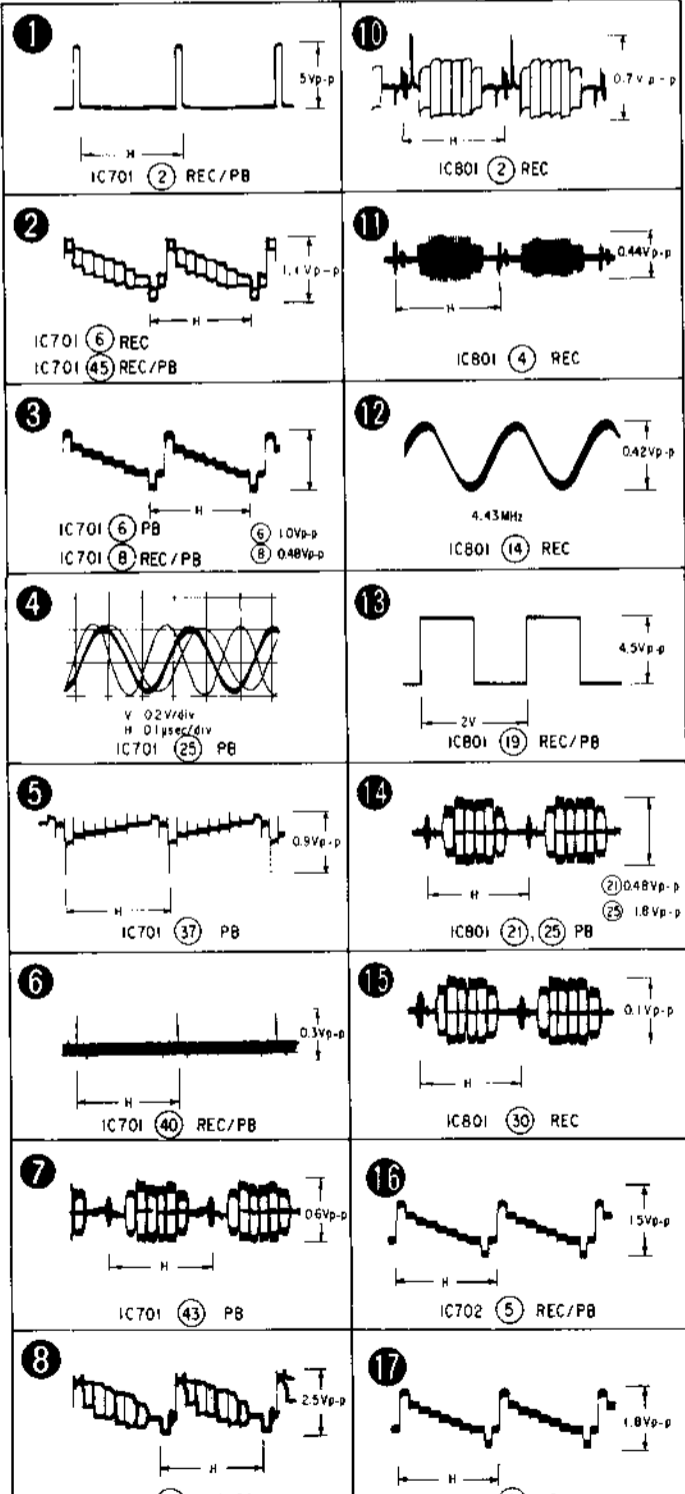 1
5Vp-p
H
IC701 2 REC/PB
2
H
IC701 6 REC
IC701 45 REC/PB
3
H
IC701 6 PB
6 1.0Vp-p
IC701 8 REC/PB
8 0.48Vp-p
4
V 0.2V/div
H 0.1µsec/div
IC701 25 PB
5
0.9Vp-p
H
IC701 37 PB
6
0.3Vp-p
H
IC701 40 REC/PB
7
0.6Vp-p
H
IC701 43 PB
8
2.5Vp-p
H
10
0.7Vp-p
H
IC801 2 REC
11
0.44Vp-p
H
IC801 4 REC
12
0.42Vp-p
4.43MHz
IC801 14 REC
13
4.5Vp-p
2V
IC801 19 REC/PB
14
21 0.48Vp-p
H
25 1.8Vp-p
IC801 21, 25 PB
15
0.1Vp-p
H
IC801 30 REC
16
1.5Vp-p
H
IC702 5 REC/PB
17
1.8Vp-p
H